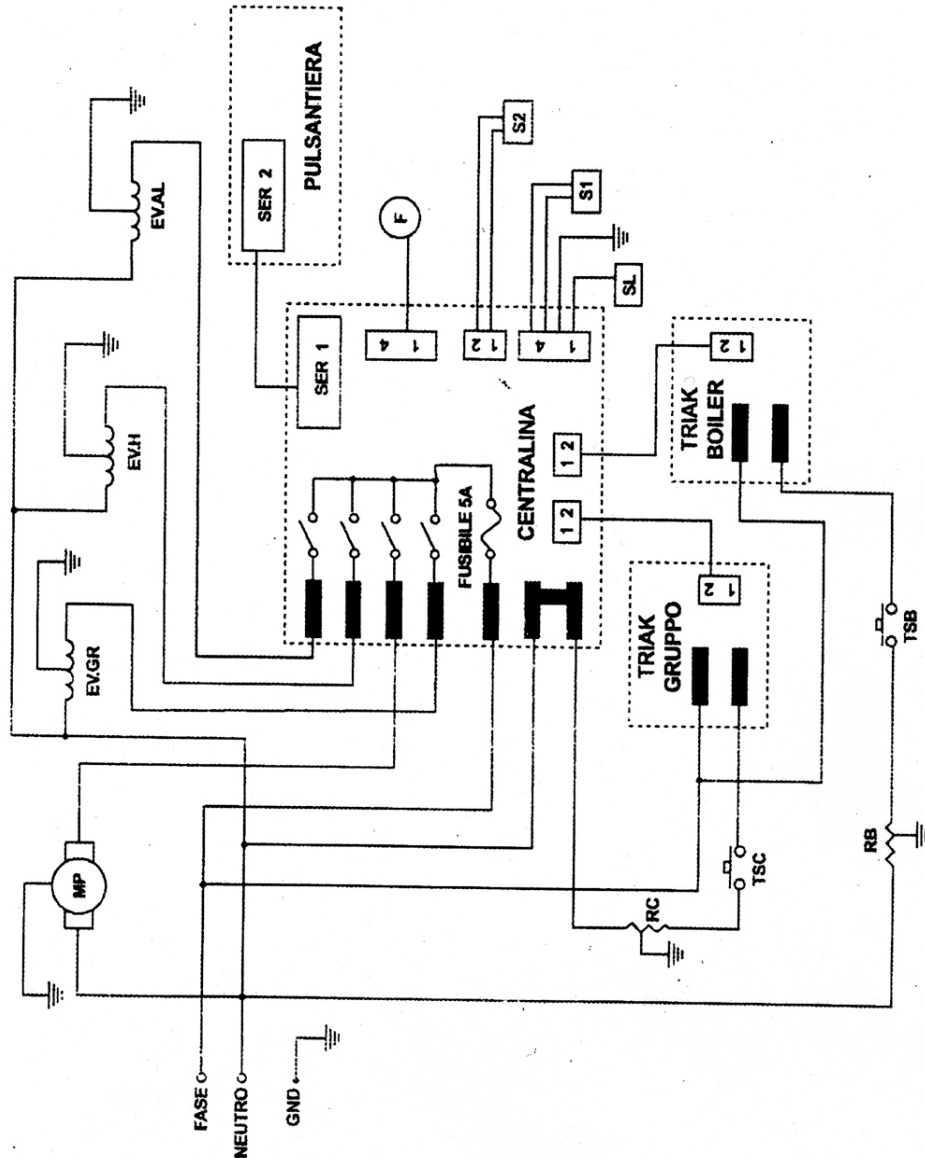 EV.AL
EV.H
EV.GR
MP
FASE
NEUTRO
GND
PULSANTIERA
SER 2
SER 1
F
1 4
S2
1 2
S1
1 4
SL
FUSIBILE 5A
CENTRALINA
1 2
1 2
TRIAK
BOILER
1 2
TRIAK
GRUPPO
1 2
TSB
TSC
RC
RB